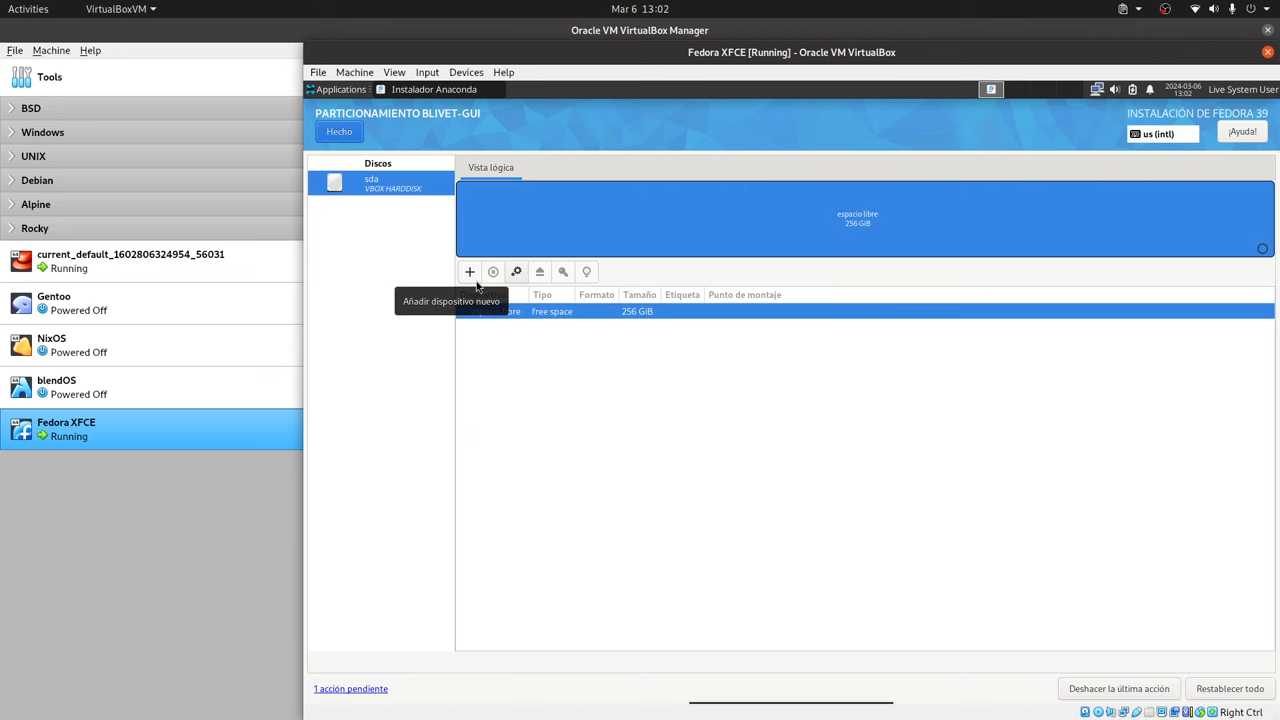 Activities
VirtualBoxVM
Mar 6 13:02
Oracle VM VirtualBox Manager
File Machine Help
Fedora XFCE [Running] - Oracle VM VirtualBox
Tools
BSD
Windows
UNIX
Debian
Alpine
Rocky
current_default_1602806324954_56031
Running
Gentoo
Powered Off
NixOS
Powered Off
blendOS
Powered Off
Fedora XFCE
Running
File Machine View Input Devices Help
Applications
Instalador Anaconda
2024-03-06
13:02
Live System User
PARTICIONAMIENTO BLIVET-GUI
INSTALACIÓN DE FEDORA 39
Hecho
us (intl)
¡Ayuda!
Discos
sda
VBOX HARDDISK
Vista lógica
espacio libre
256 GiB
Tipo Formato Tamaño Etiqueta Punto de montaje
Añadir dispositivo nuevo
free space 256 GiB
1 acción pendiente
Deshacer la última acción
Restablecer todo
Right Ctrl